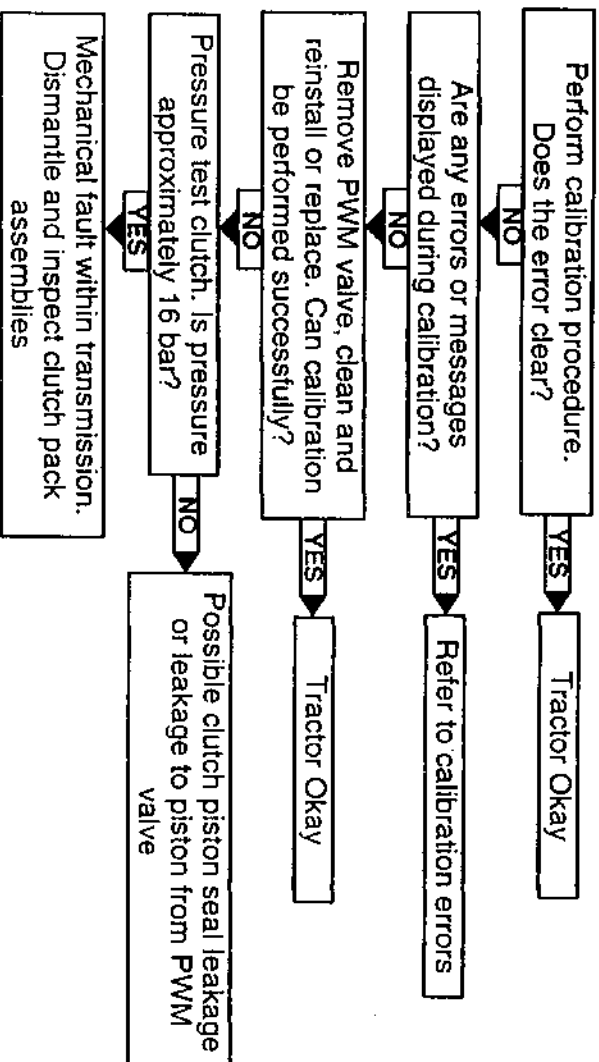 Perform calibration procedure.
Does the error clear?
YES
Tractor Okay
NO
Are any errors or messages
displayed during calibration?
YES
Refer to calibration errors
NO
Remove PWM valve, clean and
reinstall or replace. Can calibration
be performed successfully?
YES
Tractor Okay
NO
Pressure test clutch. Is pressure
approximately 16 bar?
NO
Possible clutch piston seal leakage
or leakage to piston from PWM
valve
YES
Mechanical fault within transmission.
Dismantle and inspect clutch pack
assemblies